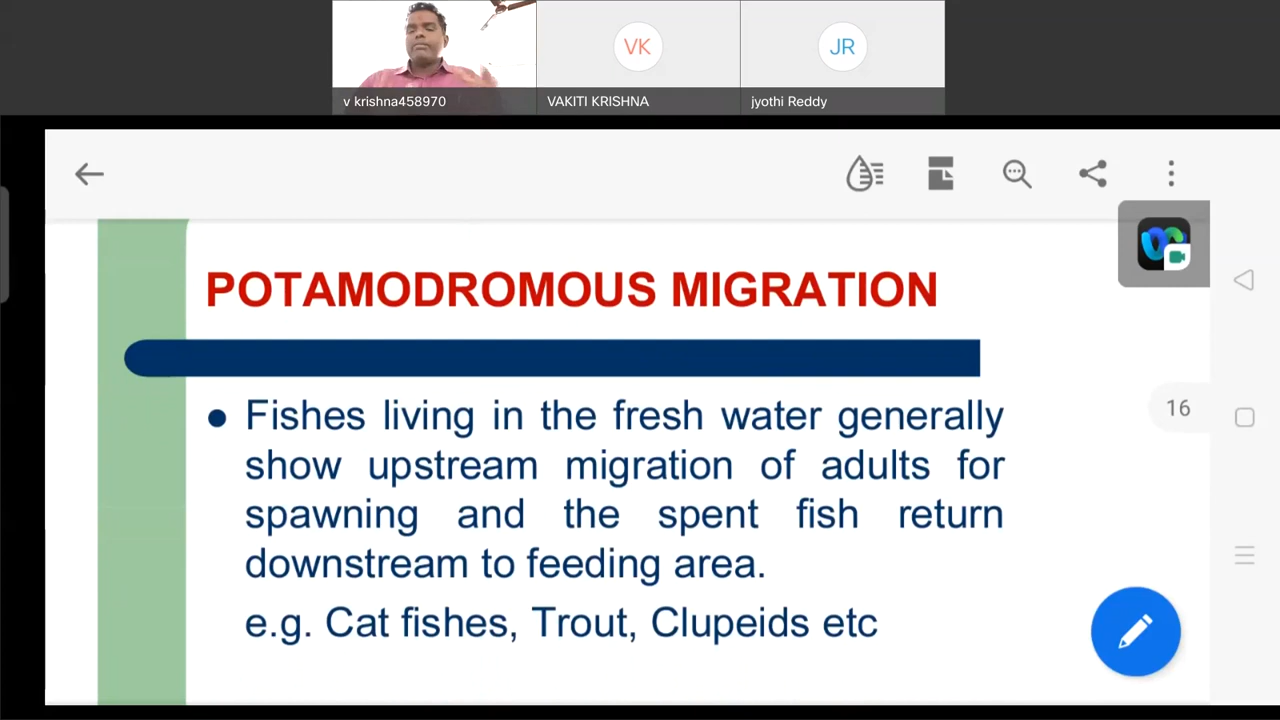 VK
JR
v krishna458970
VAKITI KRISHNA
jyothi Reddy
POTAMODROMOUS MIGRATION
16
● Fishes living in the fresh water generally
show upstream migration of adults for
spawning and the spent fish return
downstream to feeding area.
e.g. Cat fishes, Trout, Clupeids etc